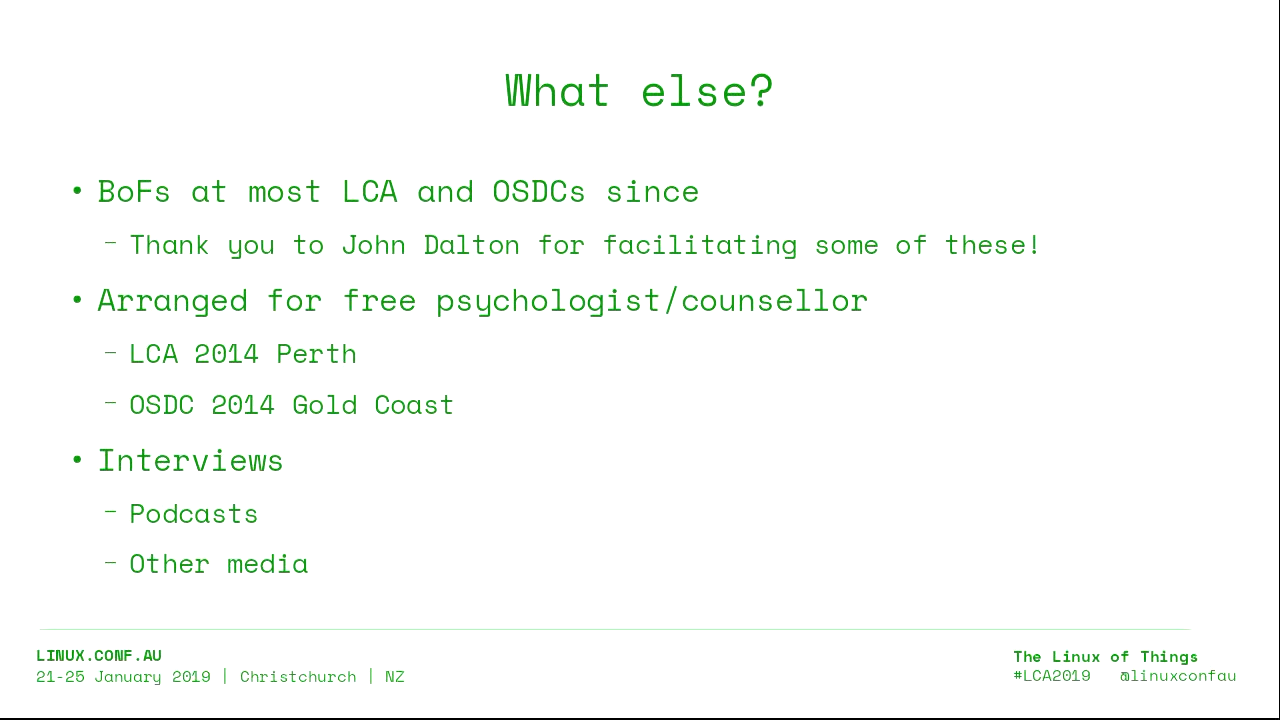 What else?
• BoFs at most LCA and OSDCs since
– Thank you to John Dalton for facilitating some of these!
• Arranged for free psychologist/counsellor
– LCA 2014 Perth
– OSDC 2014 Gold Coast
• Interviews
– Podcasts
– Other media
LINUX.CONF.AU
21-25 January 2019 | Christchurch | NZ
The Linux of Things
#LCA2019 @linuxconfau